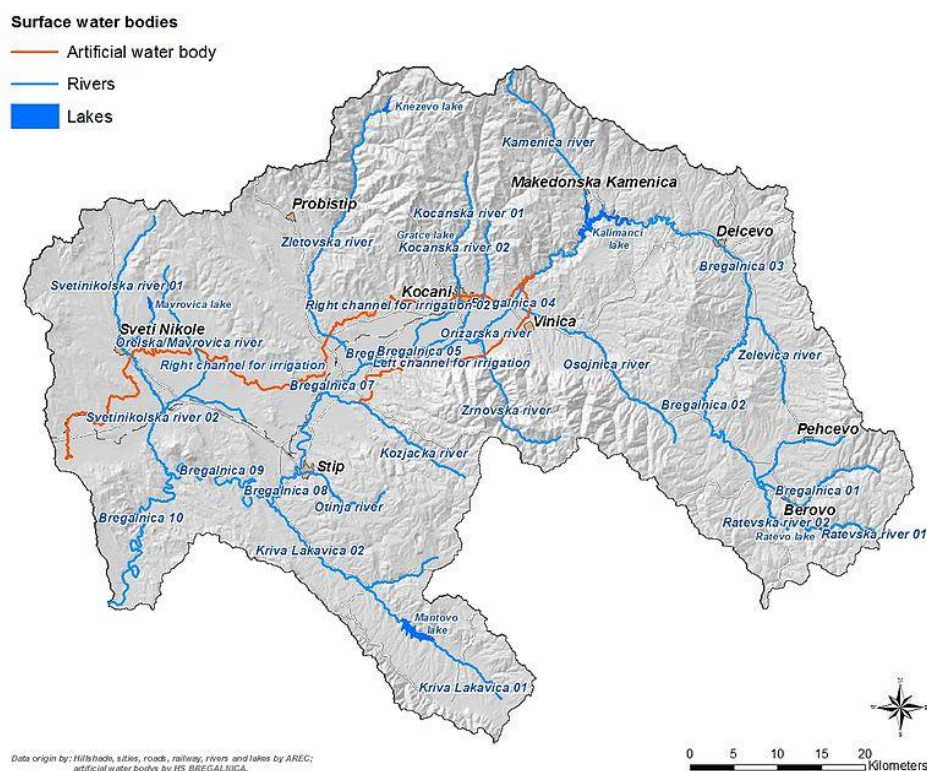 Surface water bodies
Artificial water body
Rivers
Lakes
Knezevo lake
Kamenica river
Makedonska Kamenica
Probistip
Kocanska river 01
Kalimanci
lake
Delcevo
Zletovska river
Gratce lake
Kocanska river 02
Bregalnica 03
Svetinikolska river 01
Mavrovica lake
Kocani
Right channel for irrigation 02
galnica 04
Vinica
Sveti Nikole
Orelska/Mavrovica river
Orizarska river
Breg
Bregalnica 05
Left channel for irrigation
Right channel for irrigation
Zelevica river
Osojnica river
Bregalnica 07
Svetinikolska river 02
Zrnovska river
Bregalnica 02
Pehcevo
Kozjacka river
Stip
Bregalnica 09
Bregalnica 08
Bregalnica 01
Otinja river
Berovo
Bregalnica 10
Ratevska river 02
Ratevo lake
Ratevska river 01
Kriva Lakavica 02
Mantovo
lake
Kriva Lakavica 01
N
0 5 10 15 20
Kilometers
Data origin by: Hillshade, sities, roads, railway, rivers and lakes by AREC;
artificial water bodys by HS BREGALNICA.